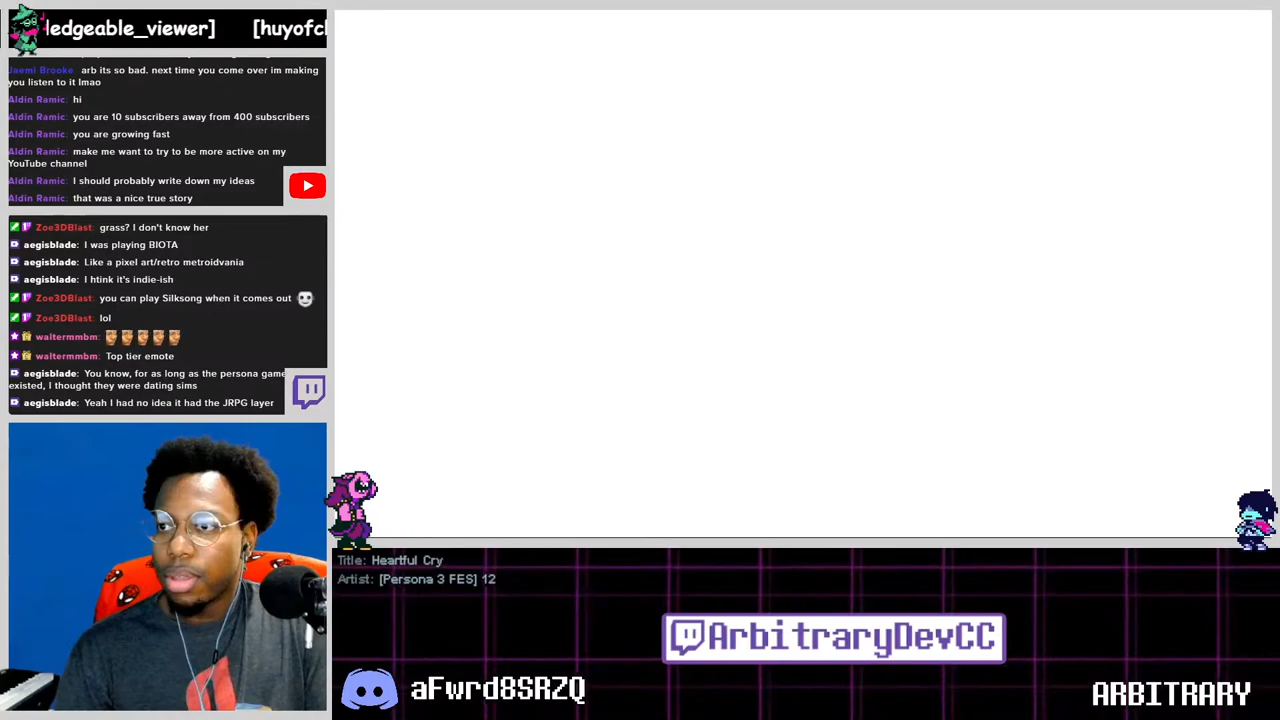 ledgeable_viewer] [huyofcl
Jaemi Brooke: arb its so bad. next time you come over im making
you listen to it lmao
Aldin Ramic: hi
Aldin Ramic: you are 10 subscribers away from 400 subscribers
Aldin Ramic: you are growing fast
Aldin Ramic: make me want to try to be more active on my
YouTube channel
Aldin Ramic: I should probably write down my ideas
Aldin Ramic: that was a nice true story
Zoe3DBlast: grass? I don't know her
aegisblade: I was playing BIOTA
aegisblade: Like a pixel art/retro metroidvania
aegisblade: I htink it's indie-ish
Zoe3DBlast: you can play Silksong when it comes out
Zoe3DBlast: lol
waltermmbm:
waltermmbm: Top tier emote
aegisblade: You know, for as long as the persona game
existed, I thought they were dating sims
aegisblade: Yeah I had no idea it had the JRPG layer
Title: Heartful Cry
Artist: [Persona 3 FES] 12
ArbitraryDevCC
aFwrd8SRZQ
ARBITRARY